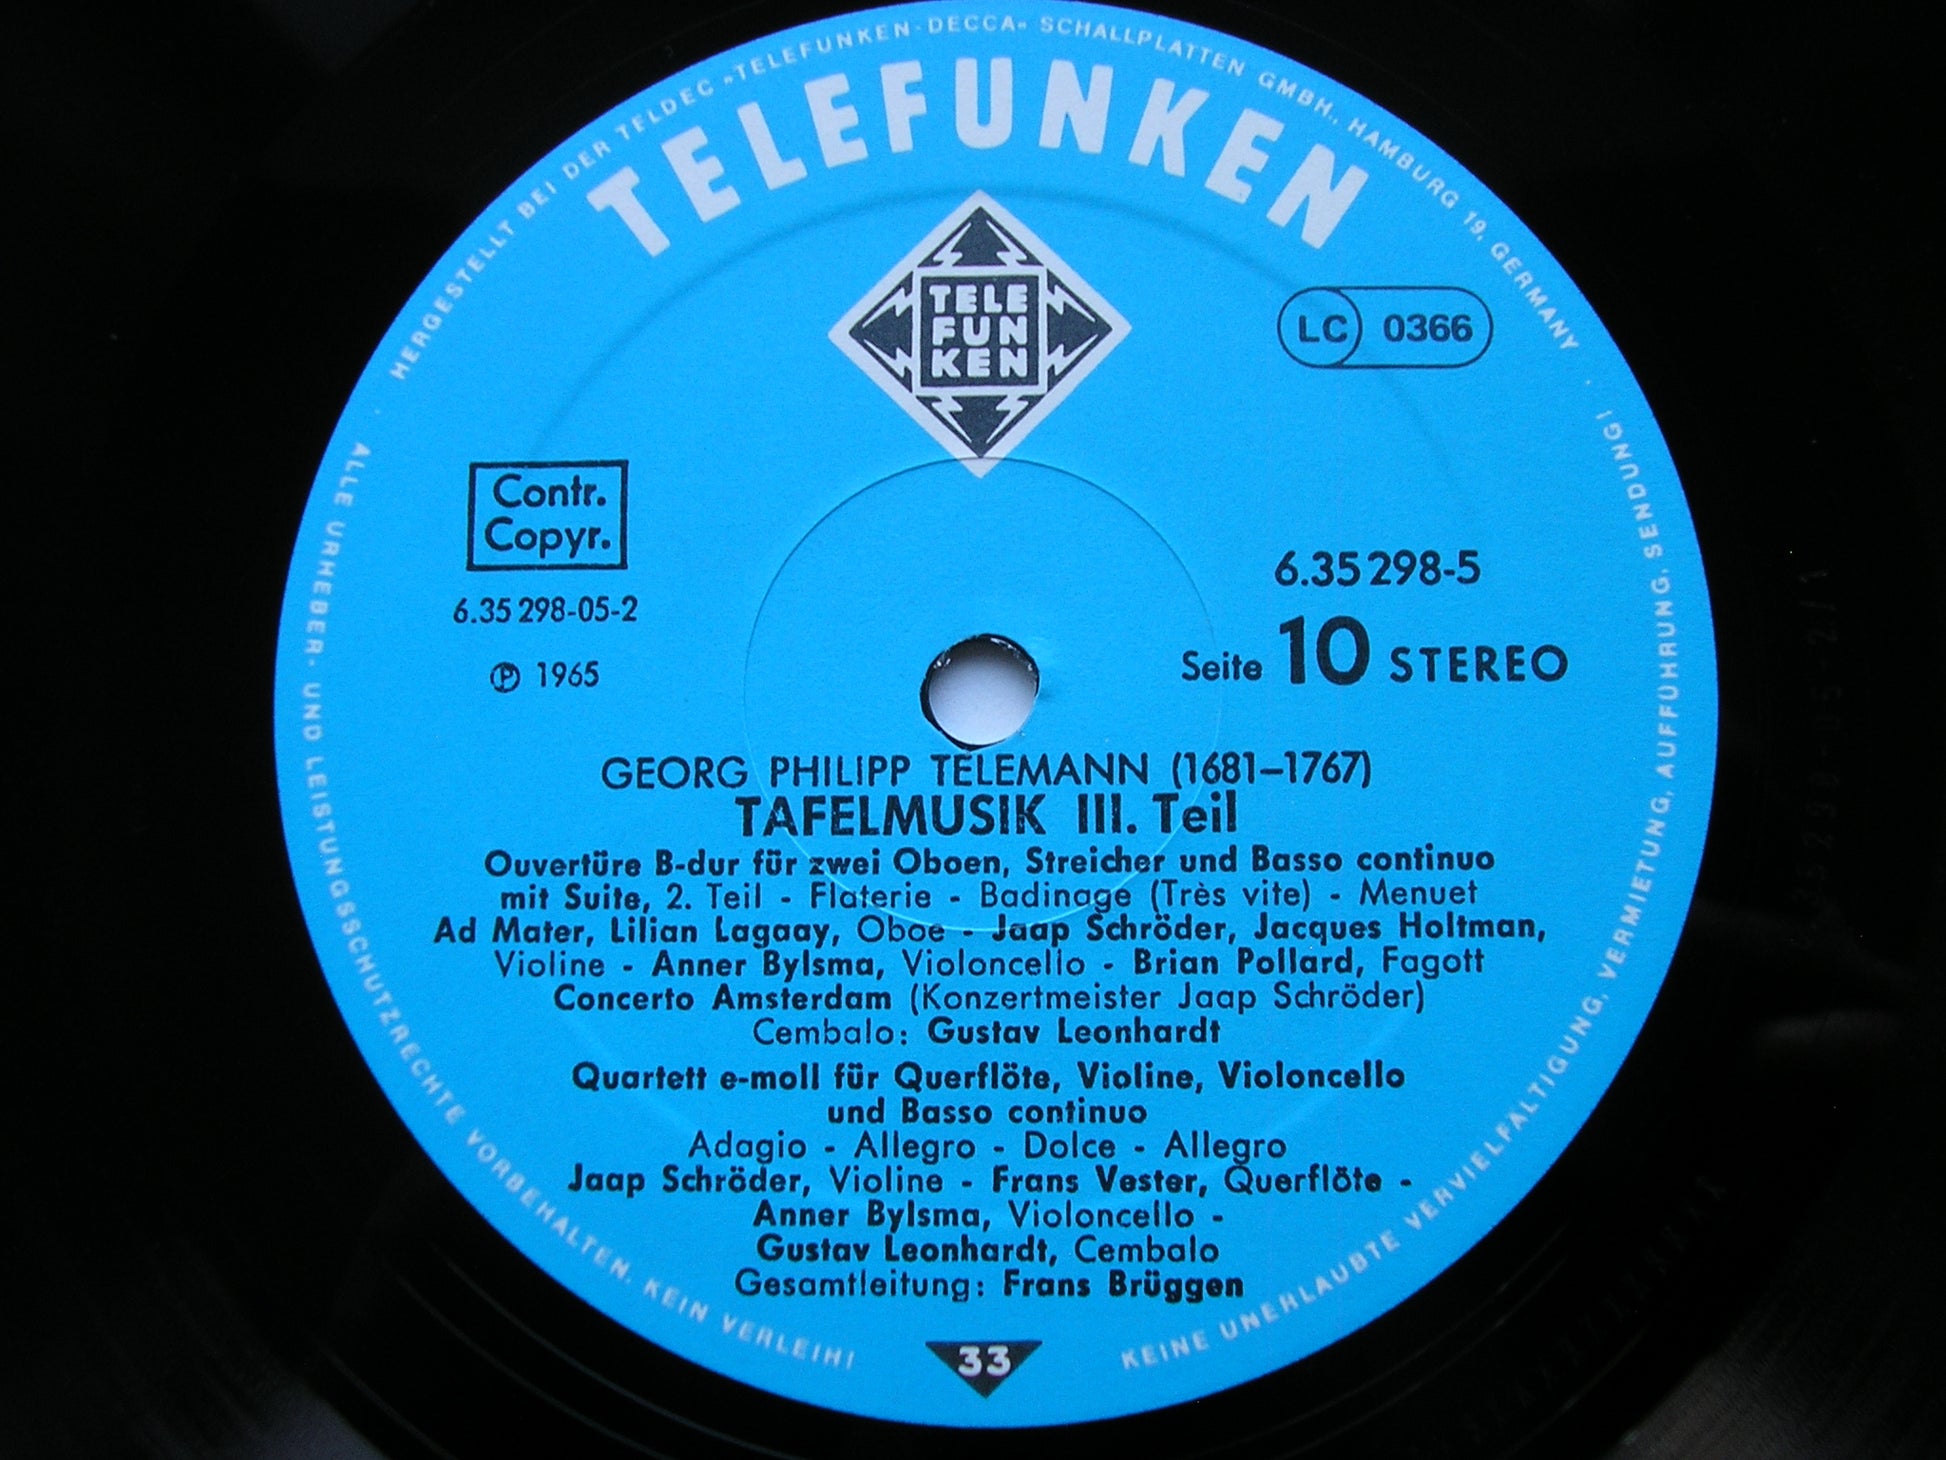 HERGESTELLT BEI DER TELDEC »TELEFUNKEN-DECCA« SCHALLPLATTEN GMBH., HAMBURG 19, GERMANY ·
TELEFUNKEN
TELE
FUN
KEN
LC 0366
Contr.
Copyr.
6.35 298-5
6.35 298-05-2
Seite 10 STEREO
Ⓟ 1965
GEORG PHILIPP TELEMANN (1681–1767)
TAFELMUSIK III. Teil
Ouvertüre B-dur für zwei Oboen, Streicher und Basso continuo
mit Suite, 2. Teil - Flaterie - Badinage (Très vite) - Menuet
Ad Mater, Lilian Lagaay, Oboe - Jaap Schröder, Jacques Holtman,
Violine - Anner Bylsma, Violoncello - Brian Pollard, Fagott
Concerto Amsterdam (Konzertmeister Jaap Schröder)
Cembalo: Gustav Leonhardt
Quartett e-moll für Querflöte, Violine, Violoncello
und Basso continuo
Adagio - Allegro - Dolce - Allegro
Jaap Schröder, Violine - Frans Vester, Querflöte -
Anner Bylsma, Violoncello -
Gustav Leonhardt, Cembalo
Gesamtleitung: Frans Brüggen
33
· ALLE URHEBER- UND LEISTUNGSSCHUTZRECHTE VORBEHALTEN. KEIN VERLEIH!
KEINE UNERLAUBTE VERVIELFÄLTIGUNG, VERMIETUNG, AUFFÜHRUNG, SENDUNG!